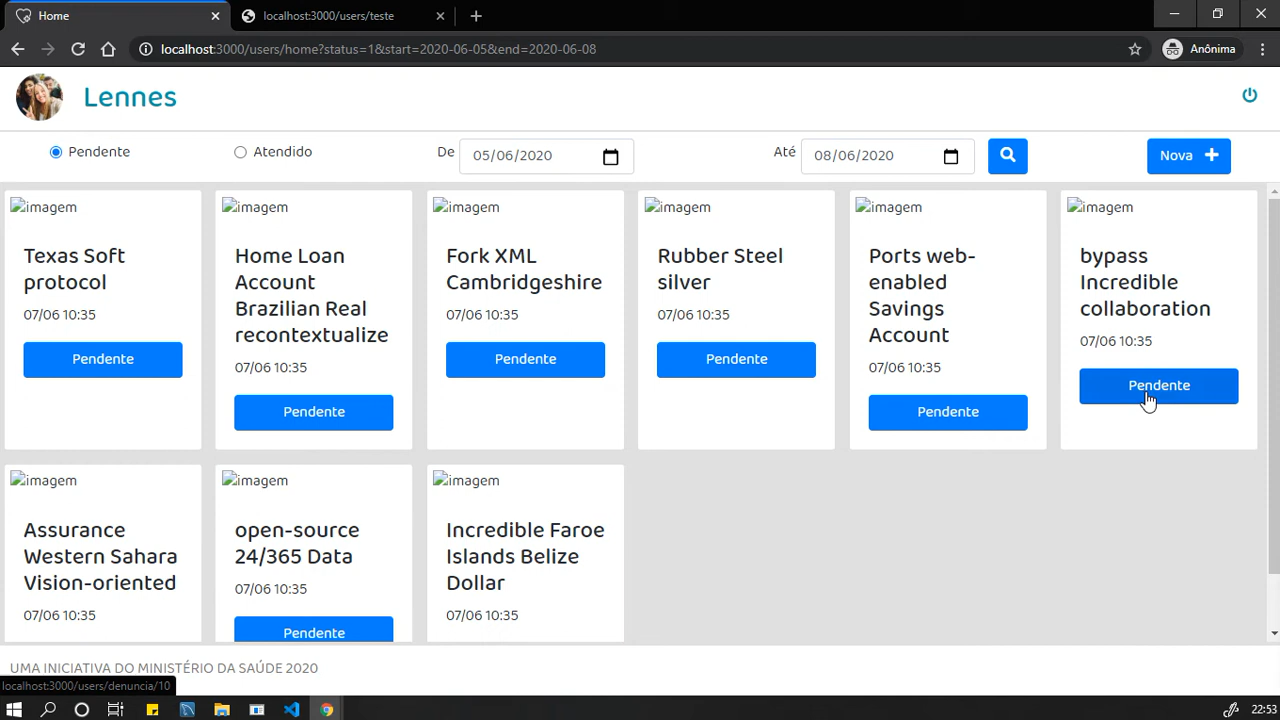 Home
localhost:3000/users/teste
localhost:3000/users/home?status=1&start=2020-06-05&end=2020-06-08
Anônima
Lennes
Pendente
Atendido
De
05/06/2020
Até
08/06/2020
Nova
imagem
Texas Soft
protocol
07/06 10:35
Pendente
imagem
Home Loan
Account
Brazilian Real
recontextualize
07/06 10:35
Pendente
imagem
Fork XML
Cambridgeshire
07/06 10:35
Pendente
imagem
Rubber Steel
silver
07/06 10:35
Pendente
imagem
Ports web-
enabled
Savings
Account
07/06 10:35
Pendente
imagem
bypass
Incredible
collaboration
07/06 10:35
Pendente
imagem
Assurance
Western Sahara
Vision-oriented
07/06 10:35
imagem
open-source
24/365 Data
07/06 10:35
Pendente
imagem
Incredible Faroe
Islands Belize
Dollar
07/06 10:35
UMA INICIATIVA DO MINISTÉRIO DA SAÚDE 2020
localhost:3000/users/denuncia/10
22:53